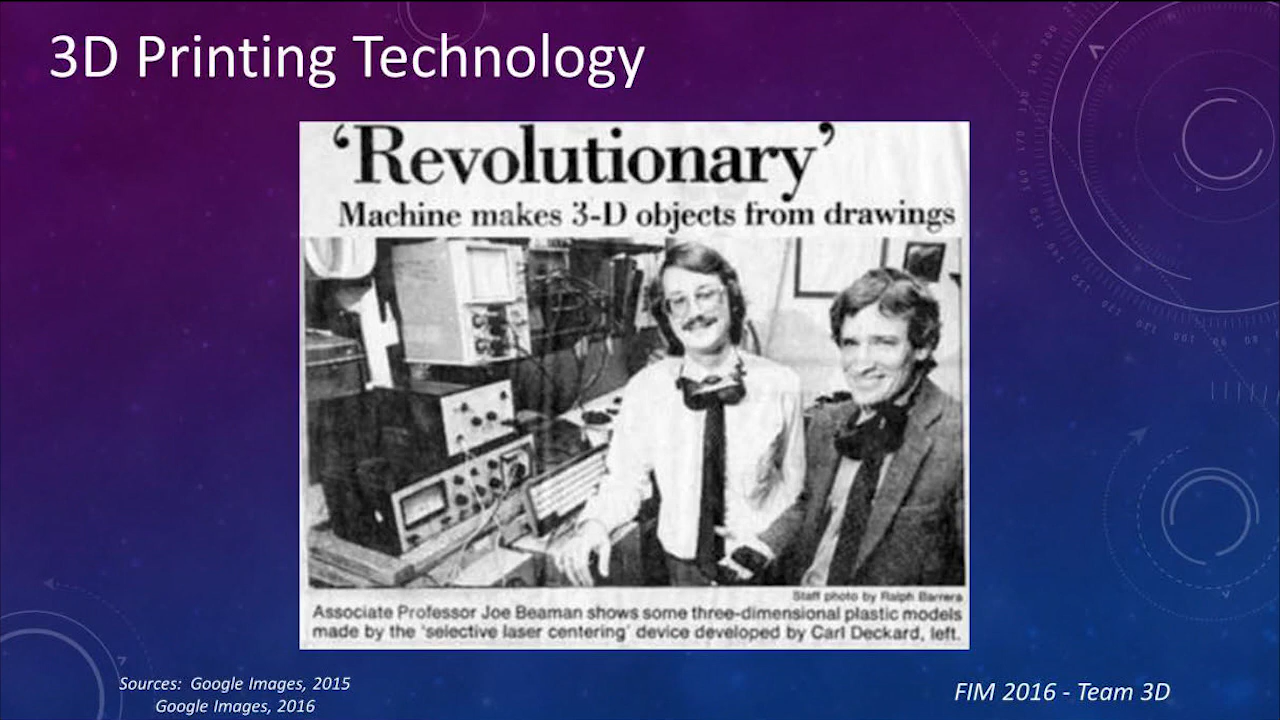 3D Printing Technology
‘Revolutionary’
Machine makes 3-D objects from drawings
Staff photo by Ralph Barrera
Associate Professor Joe Beaman shows some three-dimensional plastic models
made by the ‘selective laser centering’ device developed by Carl Deckard, left.
Sources: Google Images, 2015
Google Images, 2016
FIM 2016 - Team 3D